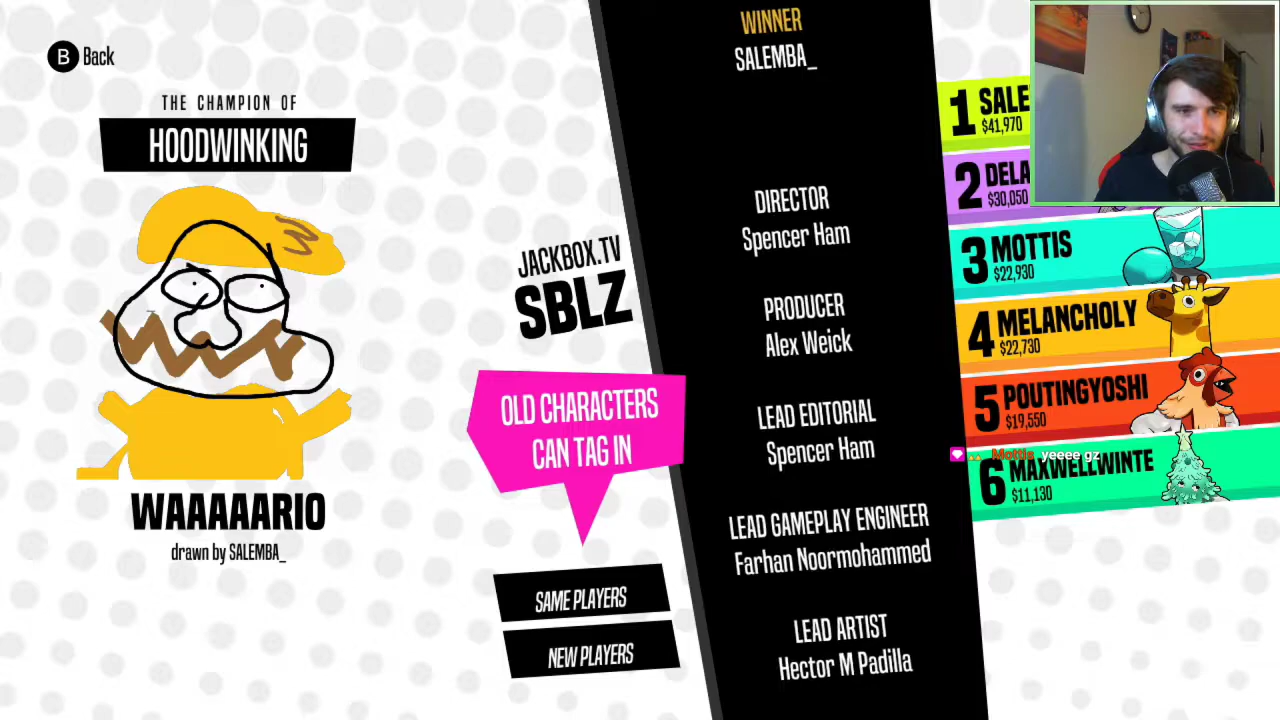 B Back
THE CHAMPION OF
HOODWINKING
W
WAAAAARIO
drawn by SALEMBA_
JACKBOX.TV
SBLZ
OLD CHARACTERS
CAN TAG IN
SAME PLAYERS
NEW PLAYERS
WINNER
SALEMBA_
DIRECTOR
Spencer Ham
PRODUCER
Alex Weick
LEAD EDITORIAL
Spencer Ham
LEAD GAMEPLAY ENGINEER
Farhan Noormohammed
LEAD ARTIST
Hector M Padilla
1 SALE
$41,970
2 DELA
$30,050
3 MOTTIS
$22,930
4 MELANCHOLY
$22,730
5 POUTINGYOSHI
$19,550
Mottis yeeee gz
6 MAXWELLWINTE
$11,130